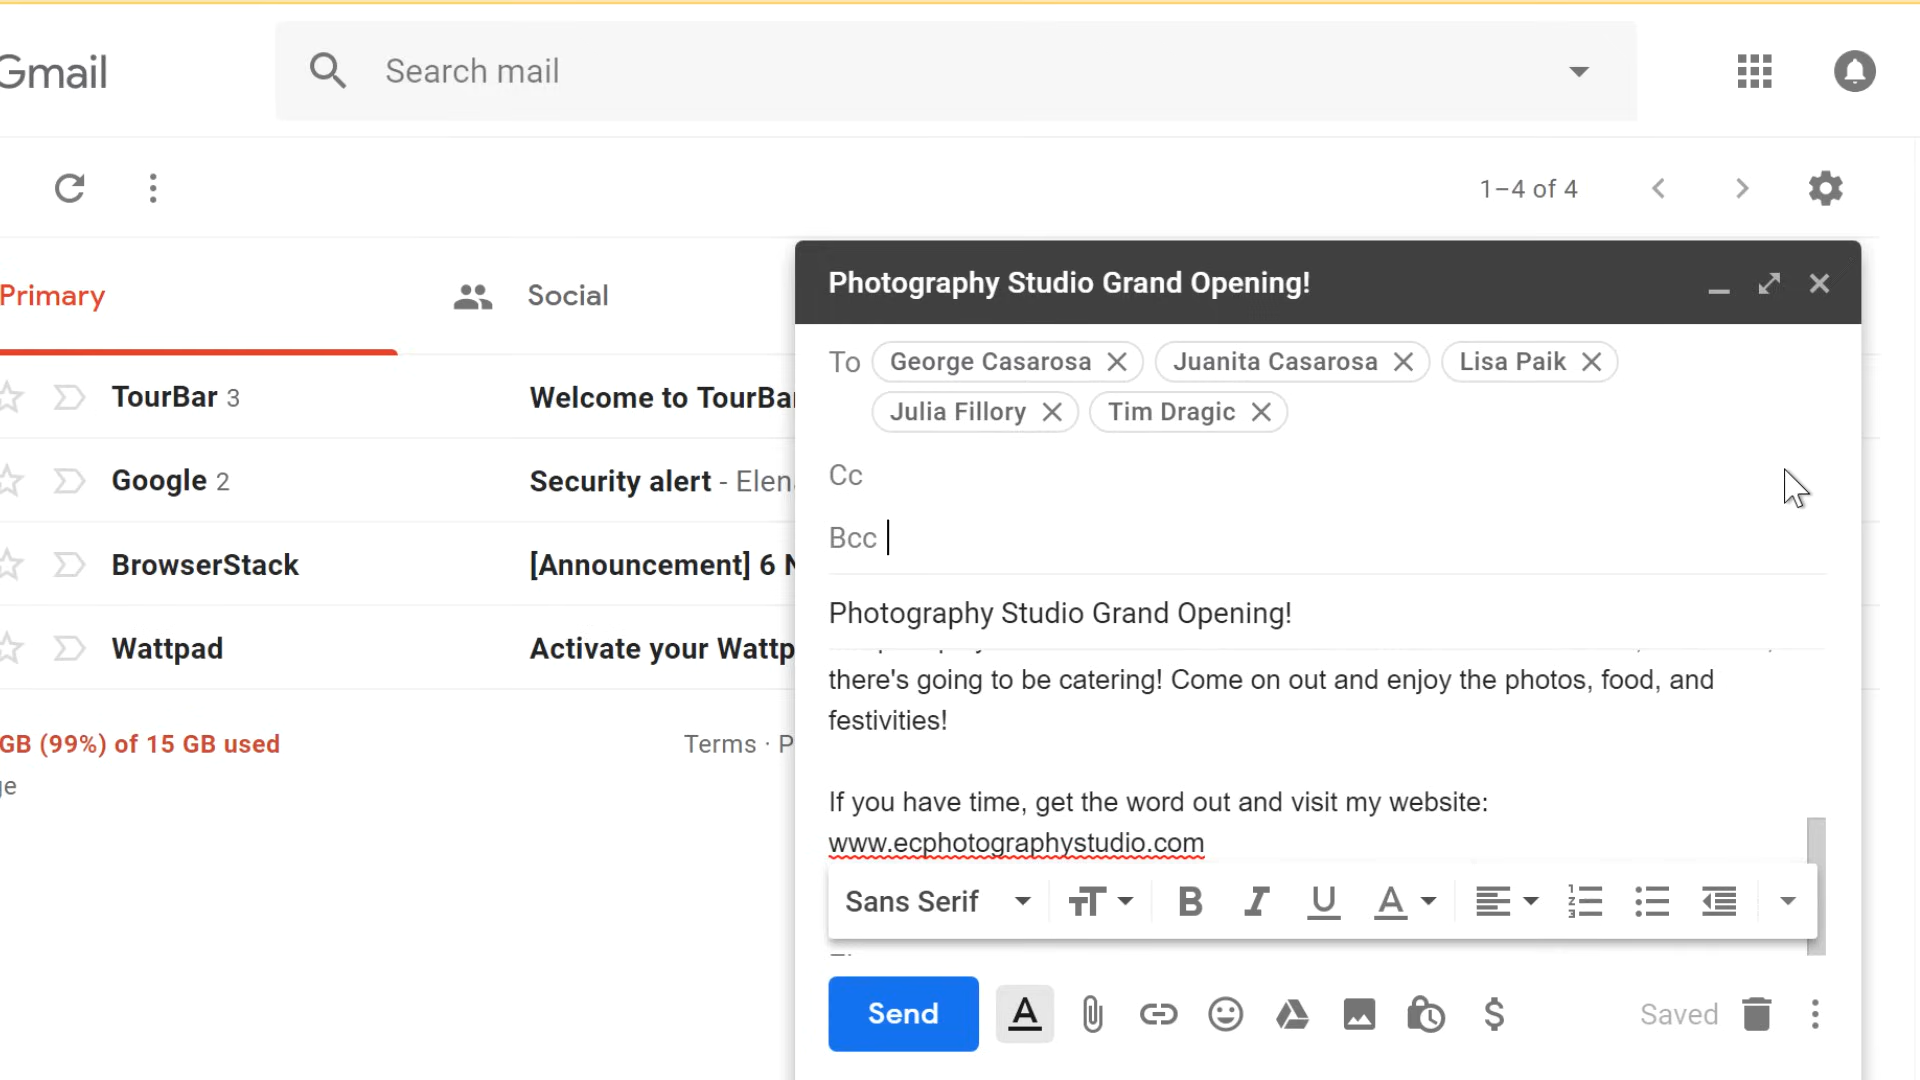 Gmail
Search mail
1–4 of 4
Primary
Social
TourBar 3
Welcome to TourBa
Google 2
Security alert - Elen
BrowserStack
[Announcement] 6
Wattpad
Activate your Wattp
GB (99%) of 15 GB used
Terms · P
ge
Photography Studio Grand Opening!
To George Casarosa Juanita Casarosa Lisa Paik
Julia Fillory Tim Dragic
Cc
Bcc
Photography Studio Grand Opening!
there's going to be catering! Come on out and enjoy the photos, food, and
festivities!
If you have time, get the word out and visit my website:
www.ecphotographystudio.com
Sans Serif
Send
Saved